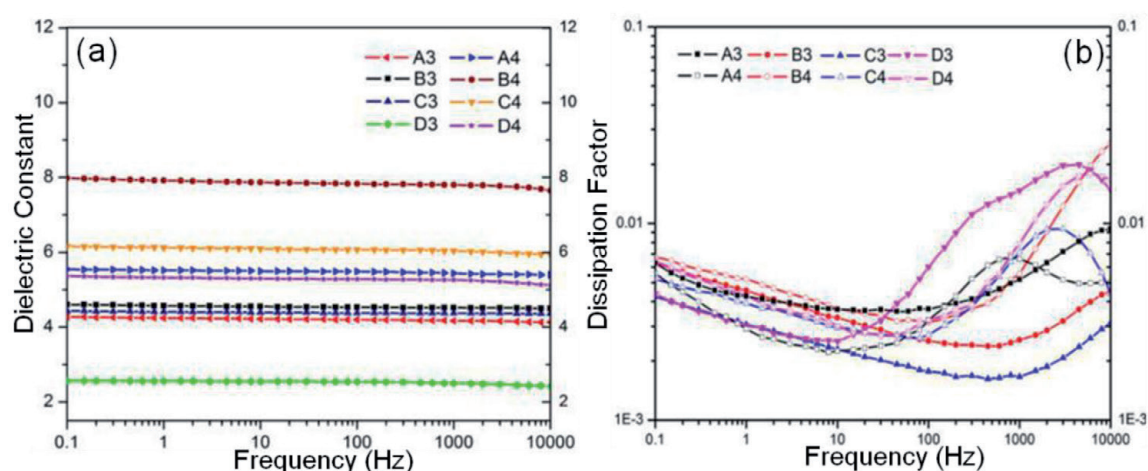 (a)
12 12
10 10
8 8
6 6
4 4
2 2
A3 A4
B3 B4
C3 C4
D3 D4
Dielectric Constant
0.1 1 10 100 1000 10000
Frequency (Hz)
(b)
0.1 0.1
0.01 0.01
1E-3 1E-3
A3 B3 C3 D3
A4 B4 C4 D4
Dissipation Factor
0.1 1 10 100 1000 10000
Frequency (Hz)